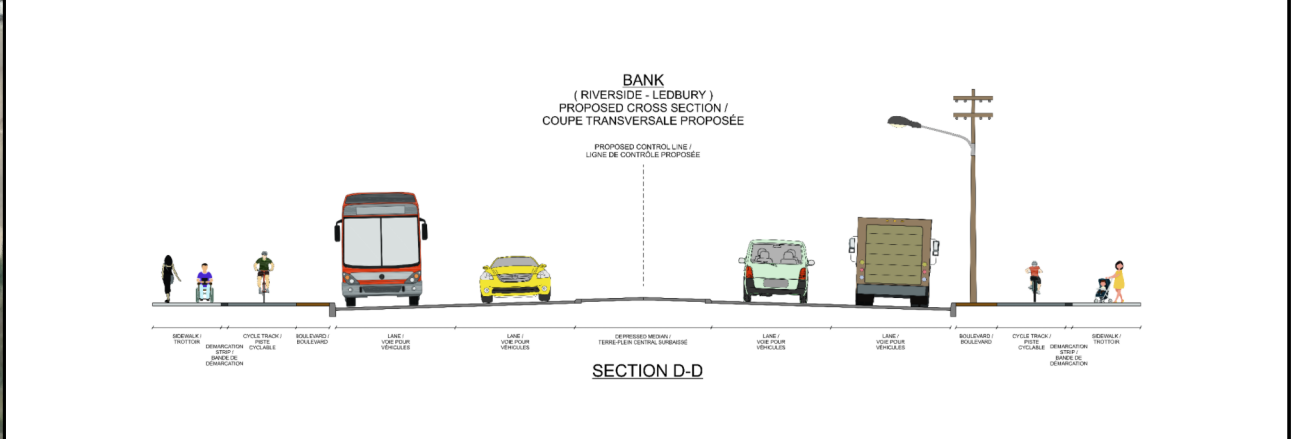 BANK
( RIVERSIDE - LEDBURY )
PROPOSED CROSS SECTION /
COUPE TRANSVERSALE PROPOSÉE
PROPOSED CONTROL LINE /
LIGNE DE CONTRÔLE PROPOSÉE
SIDEWALK /
TROTTOIR
DEMARCATION
STRIP /
BANDE DE
DÉMARCATION
CYCLE TRACK /
PISTE
CYCLABLE
BOULEVARD /
BOULEVARD
LANE /
VOIE POUR
VÉHICULES
LANE /
VOIE POUR
VÉHICULES
DEPRESSED MEDIAN /
TERRE-PLEIN CENTRAL SURBAISSÉ
LANE /
VOIE POUR
VÉHICULES
LANE /
VOIE POUR
VÉHICULES
BOULEVARD /
BOULEVARD
CYCLE TRACK /
PISTE
CYCLABLE
DEMARCATION
STRIP /
BANDE DE
DÉMARCATION
SIDEWALK /
TROTTOIR
SECTION D-D